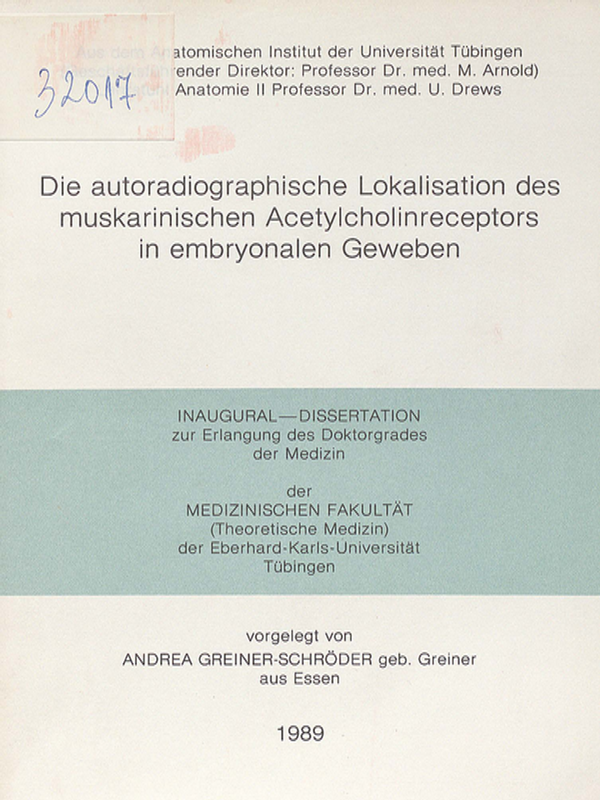 32017
Aus dem Anatomischen Institut der Universität Tübingen
render Direktor: Professor Dr. med. M. Arnold)
Anatomie II Professor Dr. med. U. Drews
Die autoradiographische Lokalisation des
muskarinischen Acetylcholinreceptors
in embryonalen Geweben
INAUGURAL—DISSERTATION
zur Erlangung des Doktorgrades
der Medizin
der
MEDIZINISCHEN FAKULTÄT
(Theoretische Medizin)
der Eberhard-Karls-Universität
Tübingen
vorgelegt von
ANDREA GREINER-SCHRÖDER geb. Greiner
aus Essen
1989